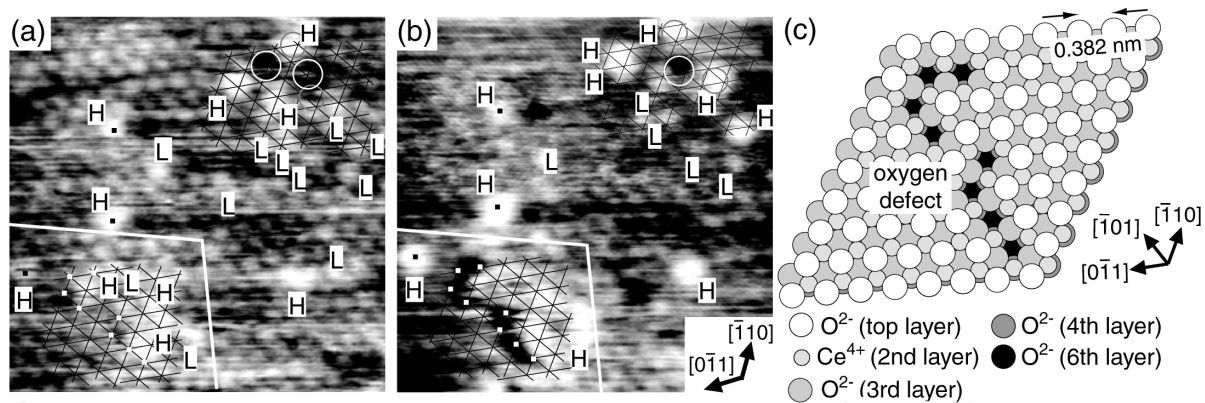 (a)
H
H
H
H
L
L
L
L
L
L
L
H
L
L
H
H
L
H
H
H
L
(b)
H
H
H
H
L
H
H
L
L
L
L
H
H
H
H
[1̄10]
[01̄1]
(c)
0.382 nm
oxygen
defect
[1̄01]
[1̄10]
[01̄1]
O²⁻ (top layer)
O²⁻ (4th layer)
Ce⁴⁺ (2nd layer)
O²⁻ (6th layer)
O²⁻ (3rd layer)